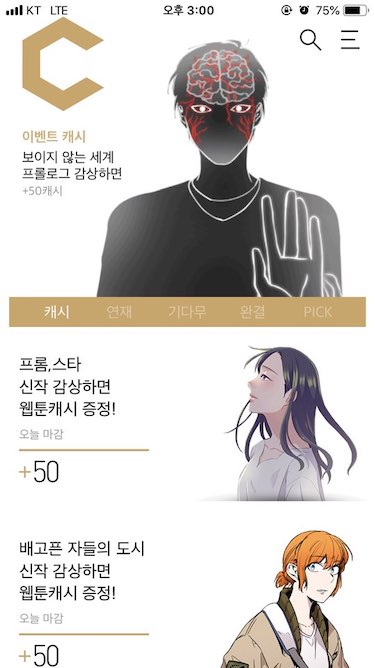 KT LTE 오후 3:00 75%
이벤트 캐시
보이지 않는 세계
프롤로그 감상하면
+50캐시
캐시 연재 기다무 완결 PICK
프롬,스타
신작 감상하면
웹툰캐시 증정!
오늘 마감
+50
배고픈 자들의 도시
신작 감상하면
웹툰캐시 증정!
오늘 마감
+50